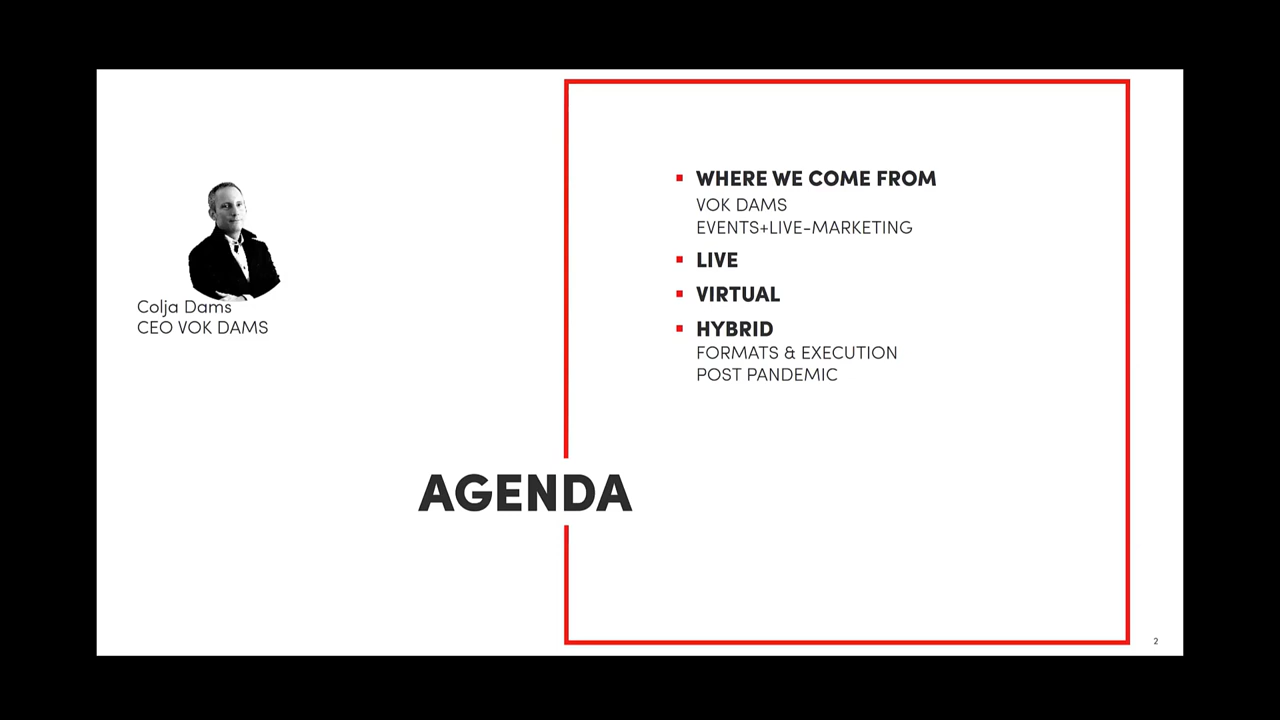 Colja Dams
CEO VOK DAMS
AGENDA
WHERE WE COME FROM
VOK DAMS
EVENTS+LIVE-MARKETING
LIVE
VIRTUAL
HYBRID
FORMATS & EXECUTION
POST PANDEMIC
2